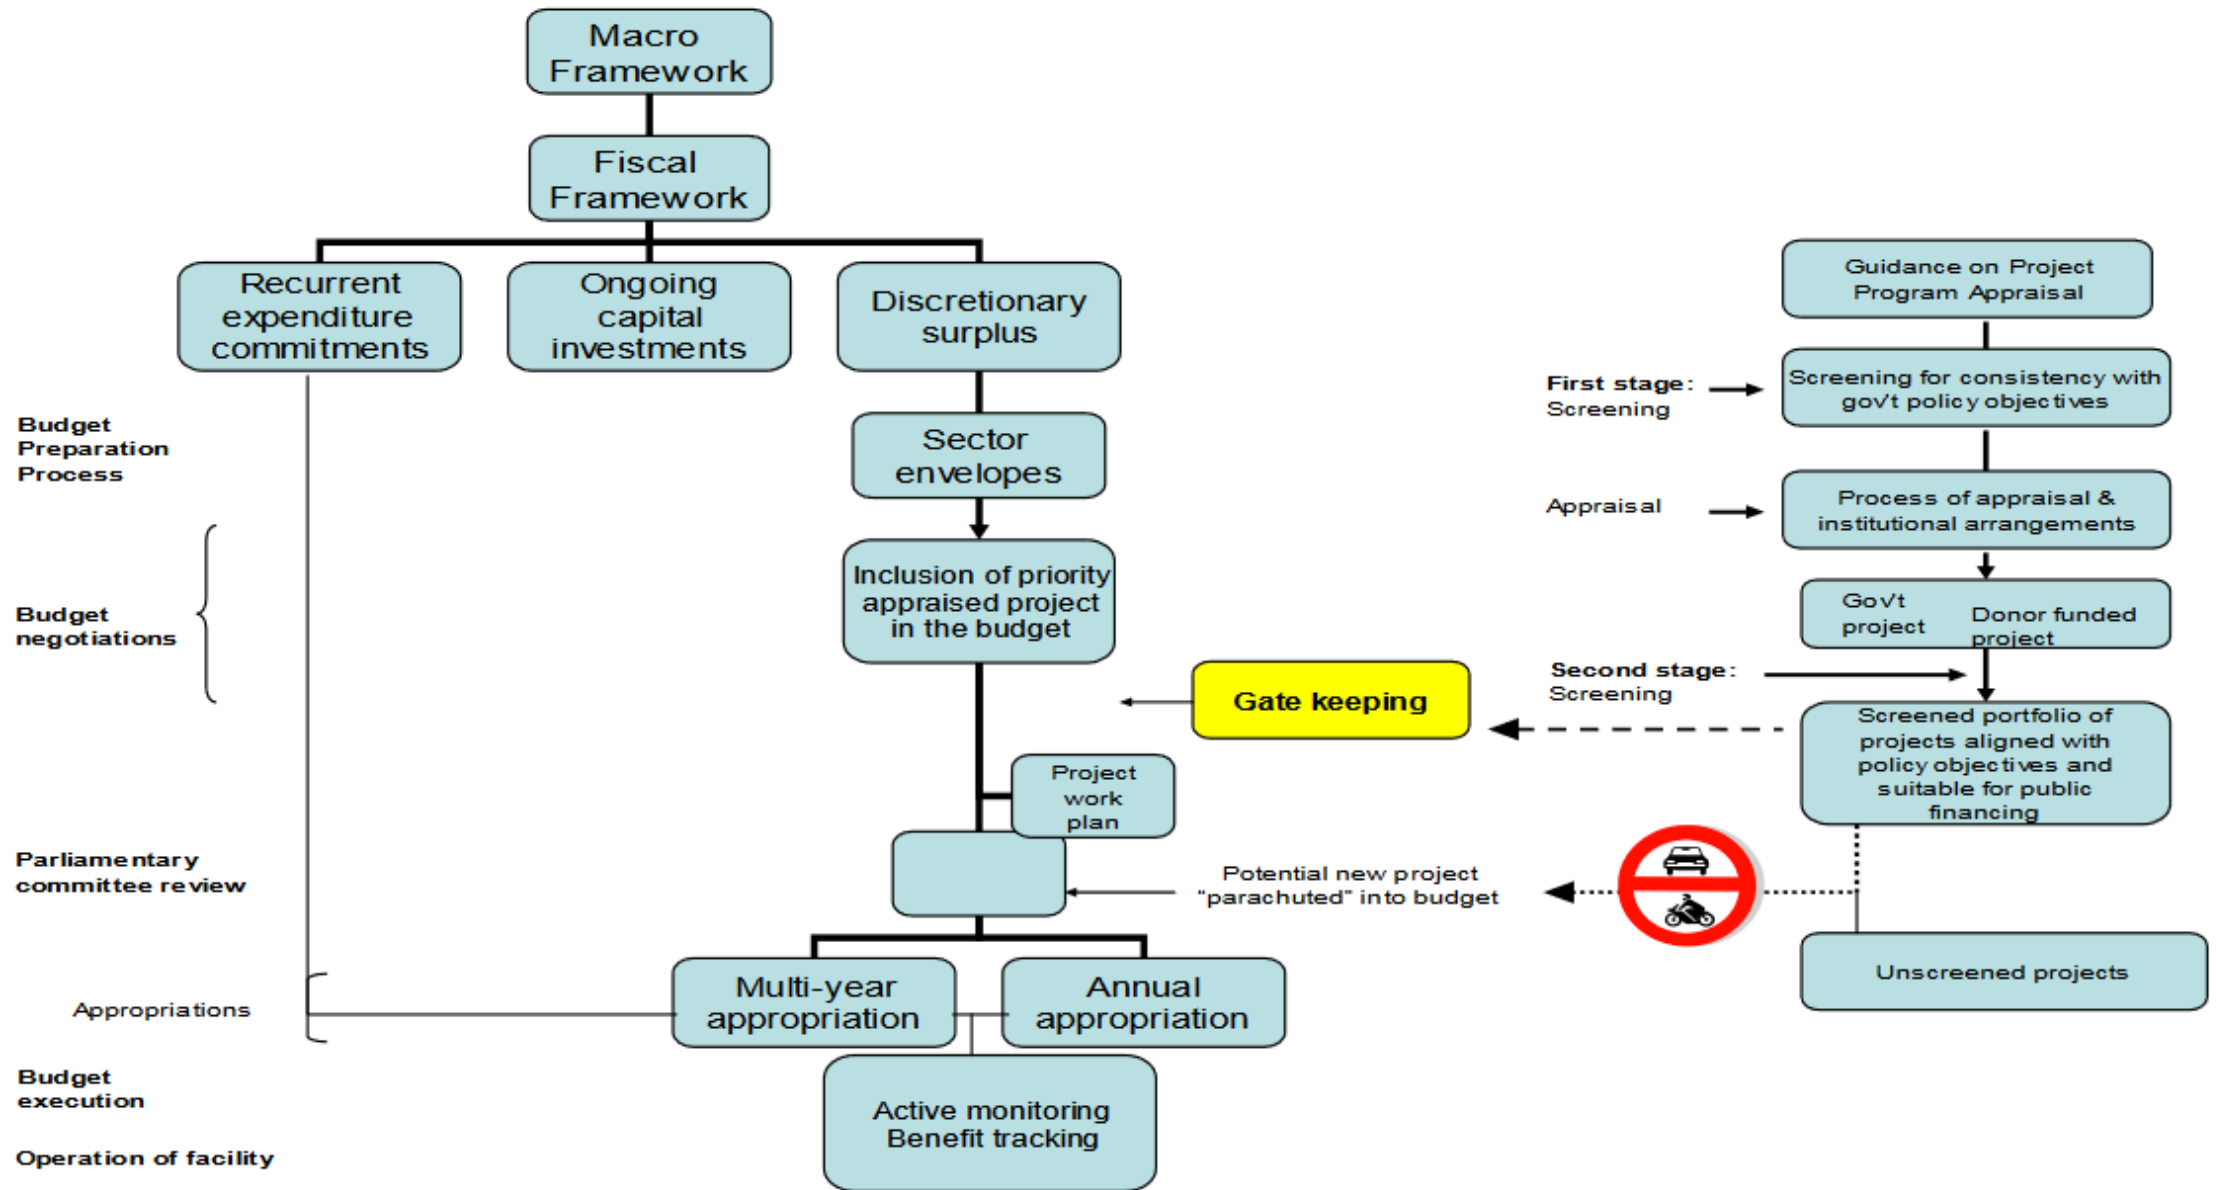 Macro
Framework
Fiscal
Framework
Recurrent
expenditure
commitments
Ongoing
capital
investments
Discretionary
surplus
Guidance on Project
Program Appraisal
First stage:
Screening
Screening for consistency with
gov't policy objectives
Budget
Preparation
Process
Sector
envelopes
Appraisal
Process of appraisal &
institutional arrangements
Inclusion of priority
appraised project
in the budget
Gov't
project
Donor funded
project
Budget
negotiations
Second stage:
Screening
Gate keeping
Screened portfolio of
projects aligned with
policy objectives and
suitable for public
financing
Project
work
plan
Parliamentary
committee review
Potential new project
"parachuted" into budget
Unscreened projects
Appropriations
Multi-year
appropriation
Annual
appropriation
Budget
execution
Active monitoring
Benefit tracking
Operation of facility